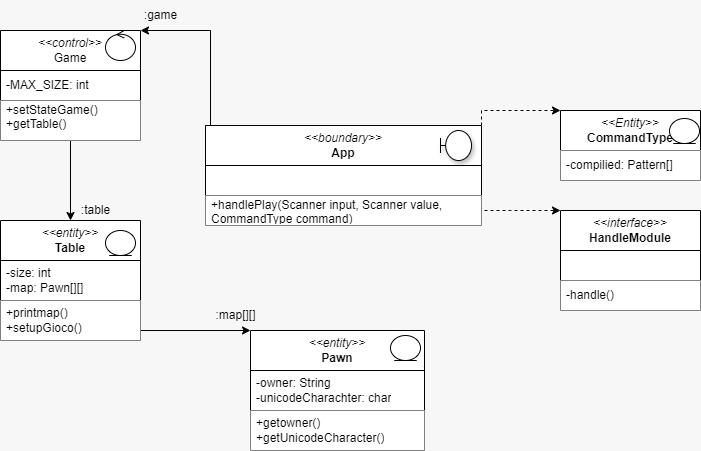 :game
<<control>>
Game
-MAX_SIZE: int
+setStateGame()
+getTable()
<<boundary>>
App
+handlePlay(Scanner input, Scanner value,
CommandType command)
<<Entity>>
CommandType
-compilied: Pattern[]
<<interface>>
HandleModule
-handle()
:table
<<entity>>
Table
-size: int
-map: Pawn[][]
+printmap()
+setupGioco()
:map[][]
<<entity>>
Pawn
-owner: String
-unicodeCharachter: char
+getowner()
+getUnicodeCharacter()